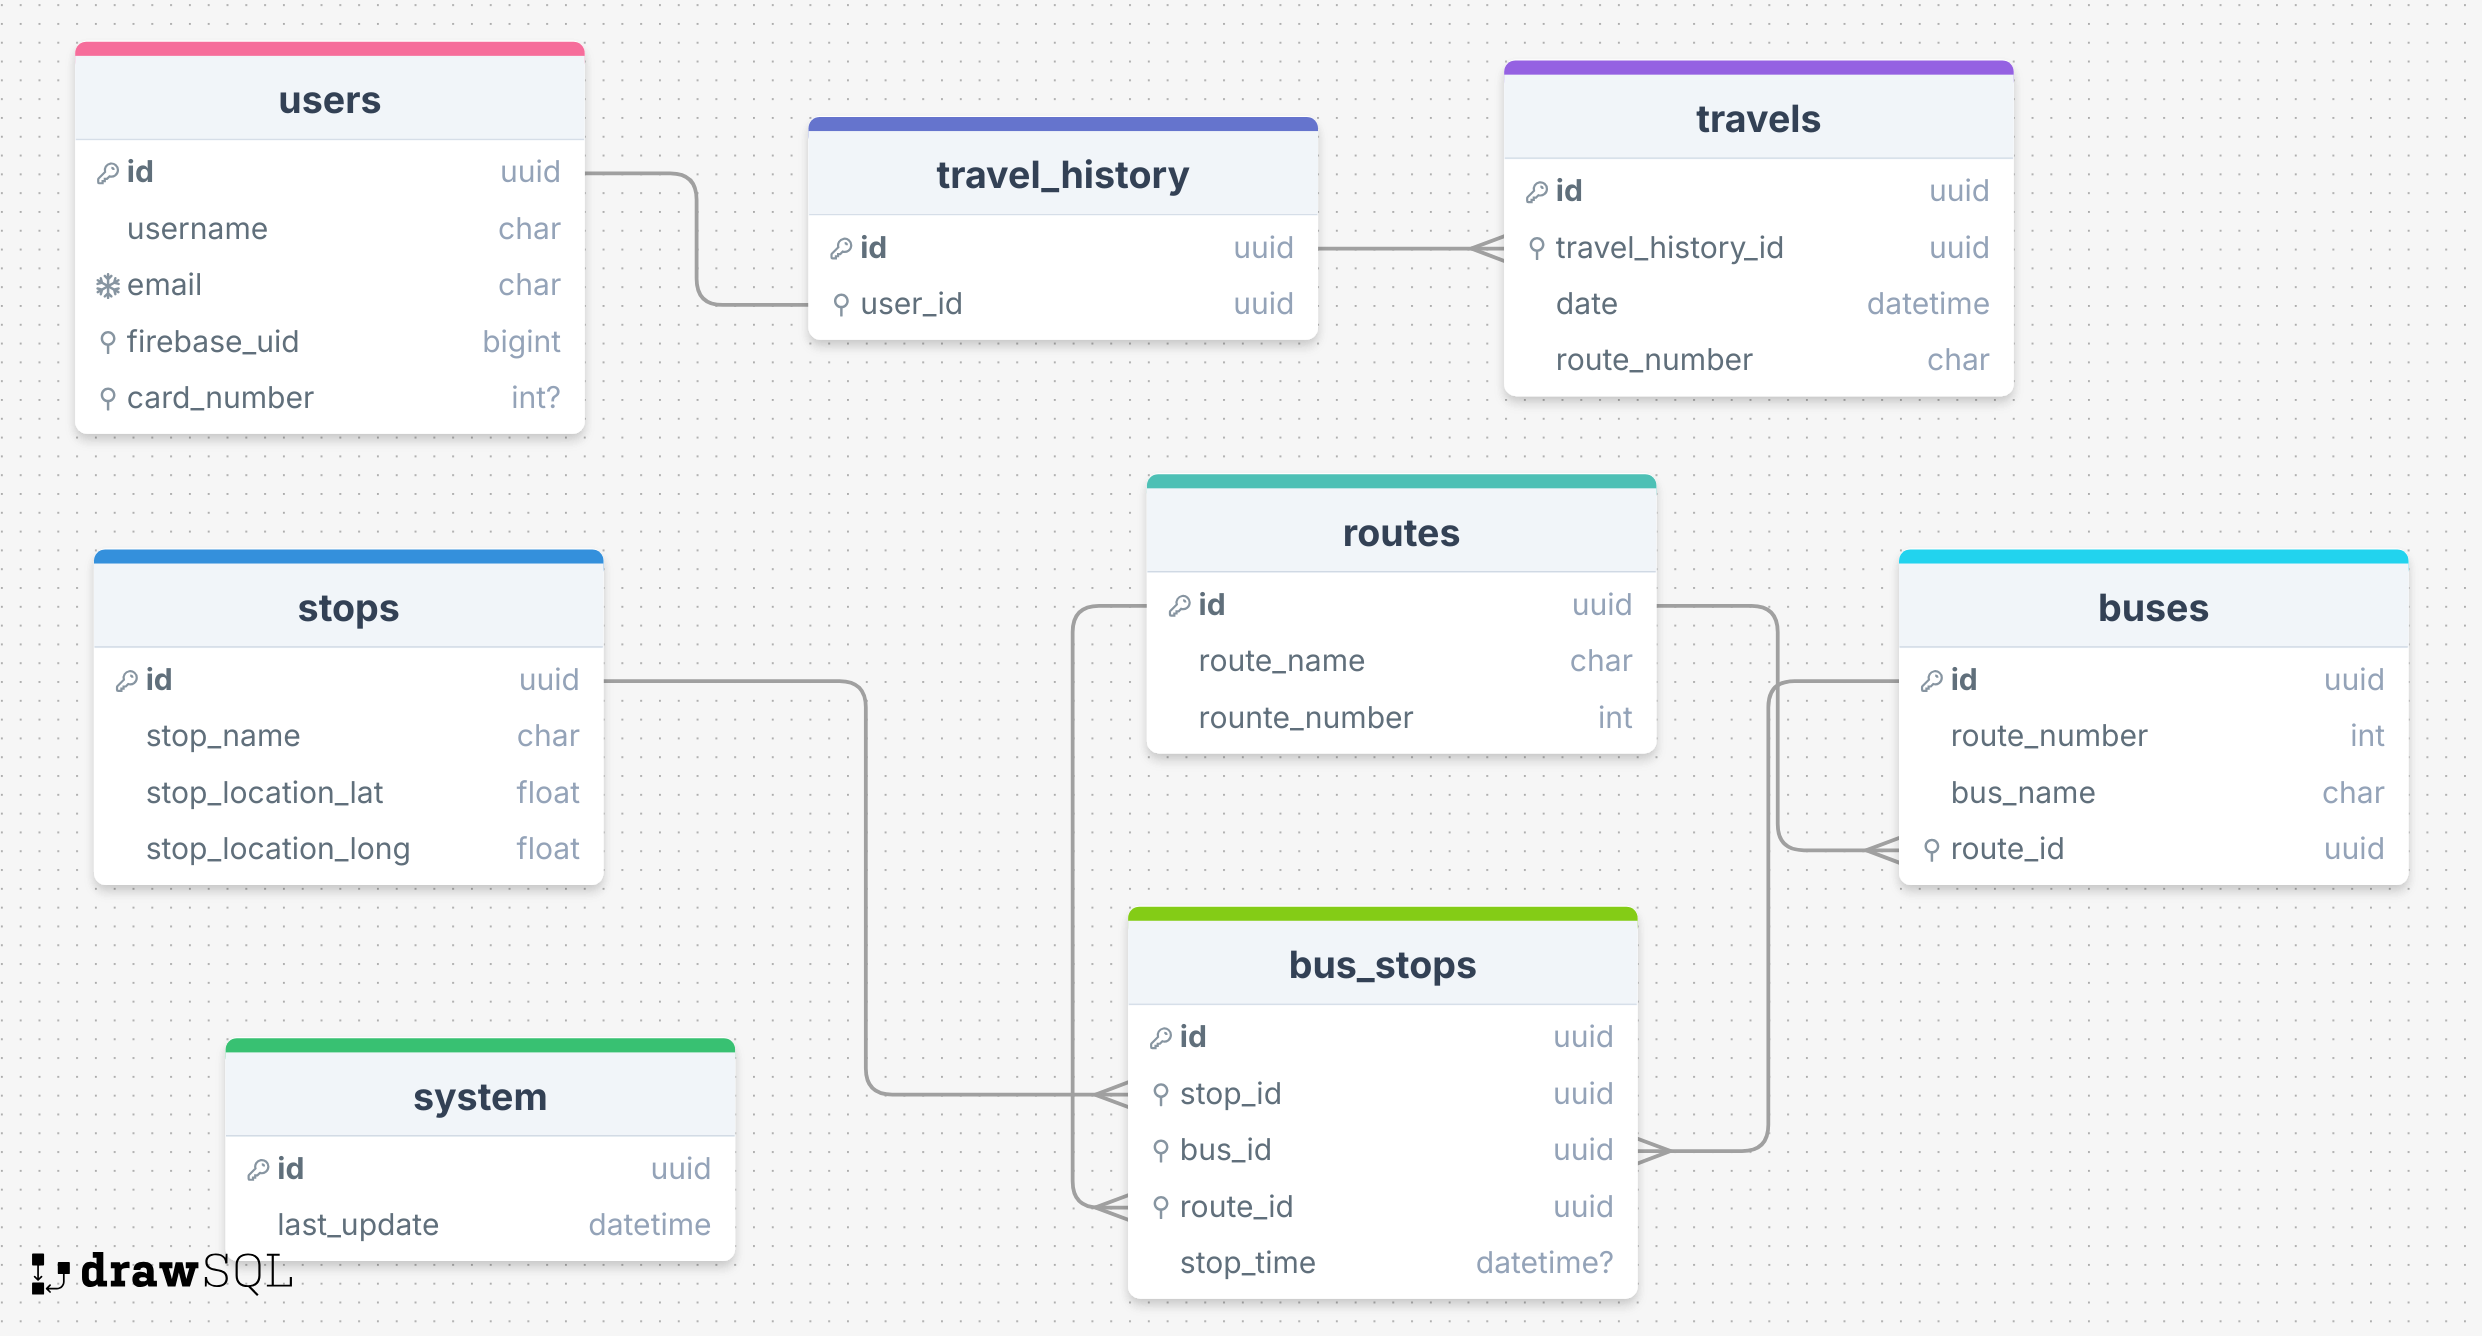 users
id uuid
username char
email char
firebase_uid bigint
card_number int?
travel_history
id uuid
user_id uuid
travels
id uuid
travel_history_id uuid
date datetime
route_number char
stops
id uuid
stop_name char
stop_location_lat float
stop_location_long float
routes
id uuid
route_name char
rounte_number int
buses
id uuid
route_number int
bus_name char
route_id uuid
system
id uuid
last_update datetime
bus_stops
id uuid
stop_id uuid
bus_id uuid
route_id uuid
stop_time datetime?
drawSQL